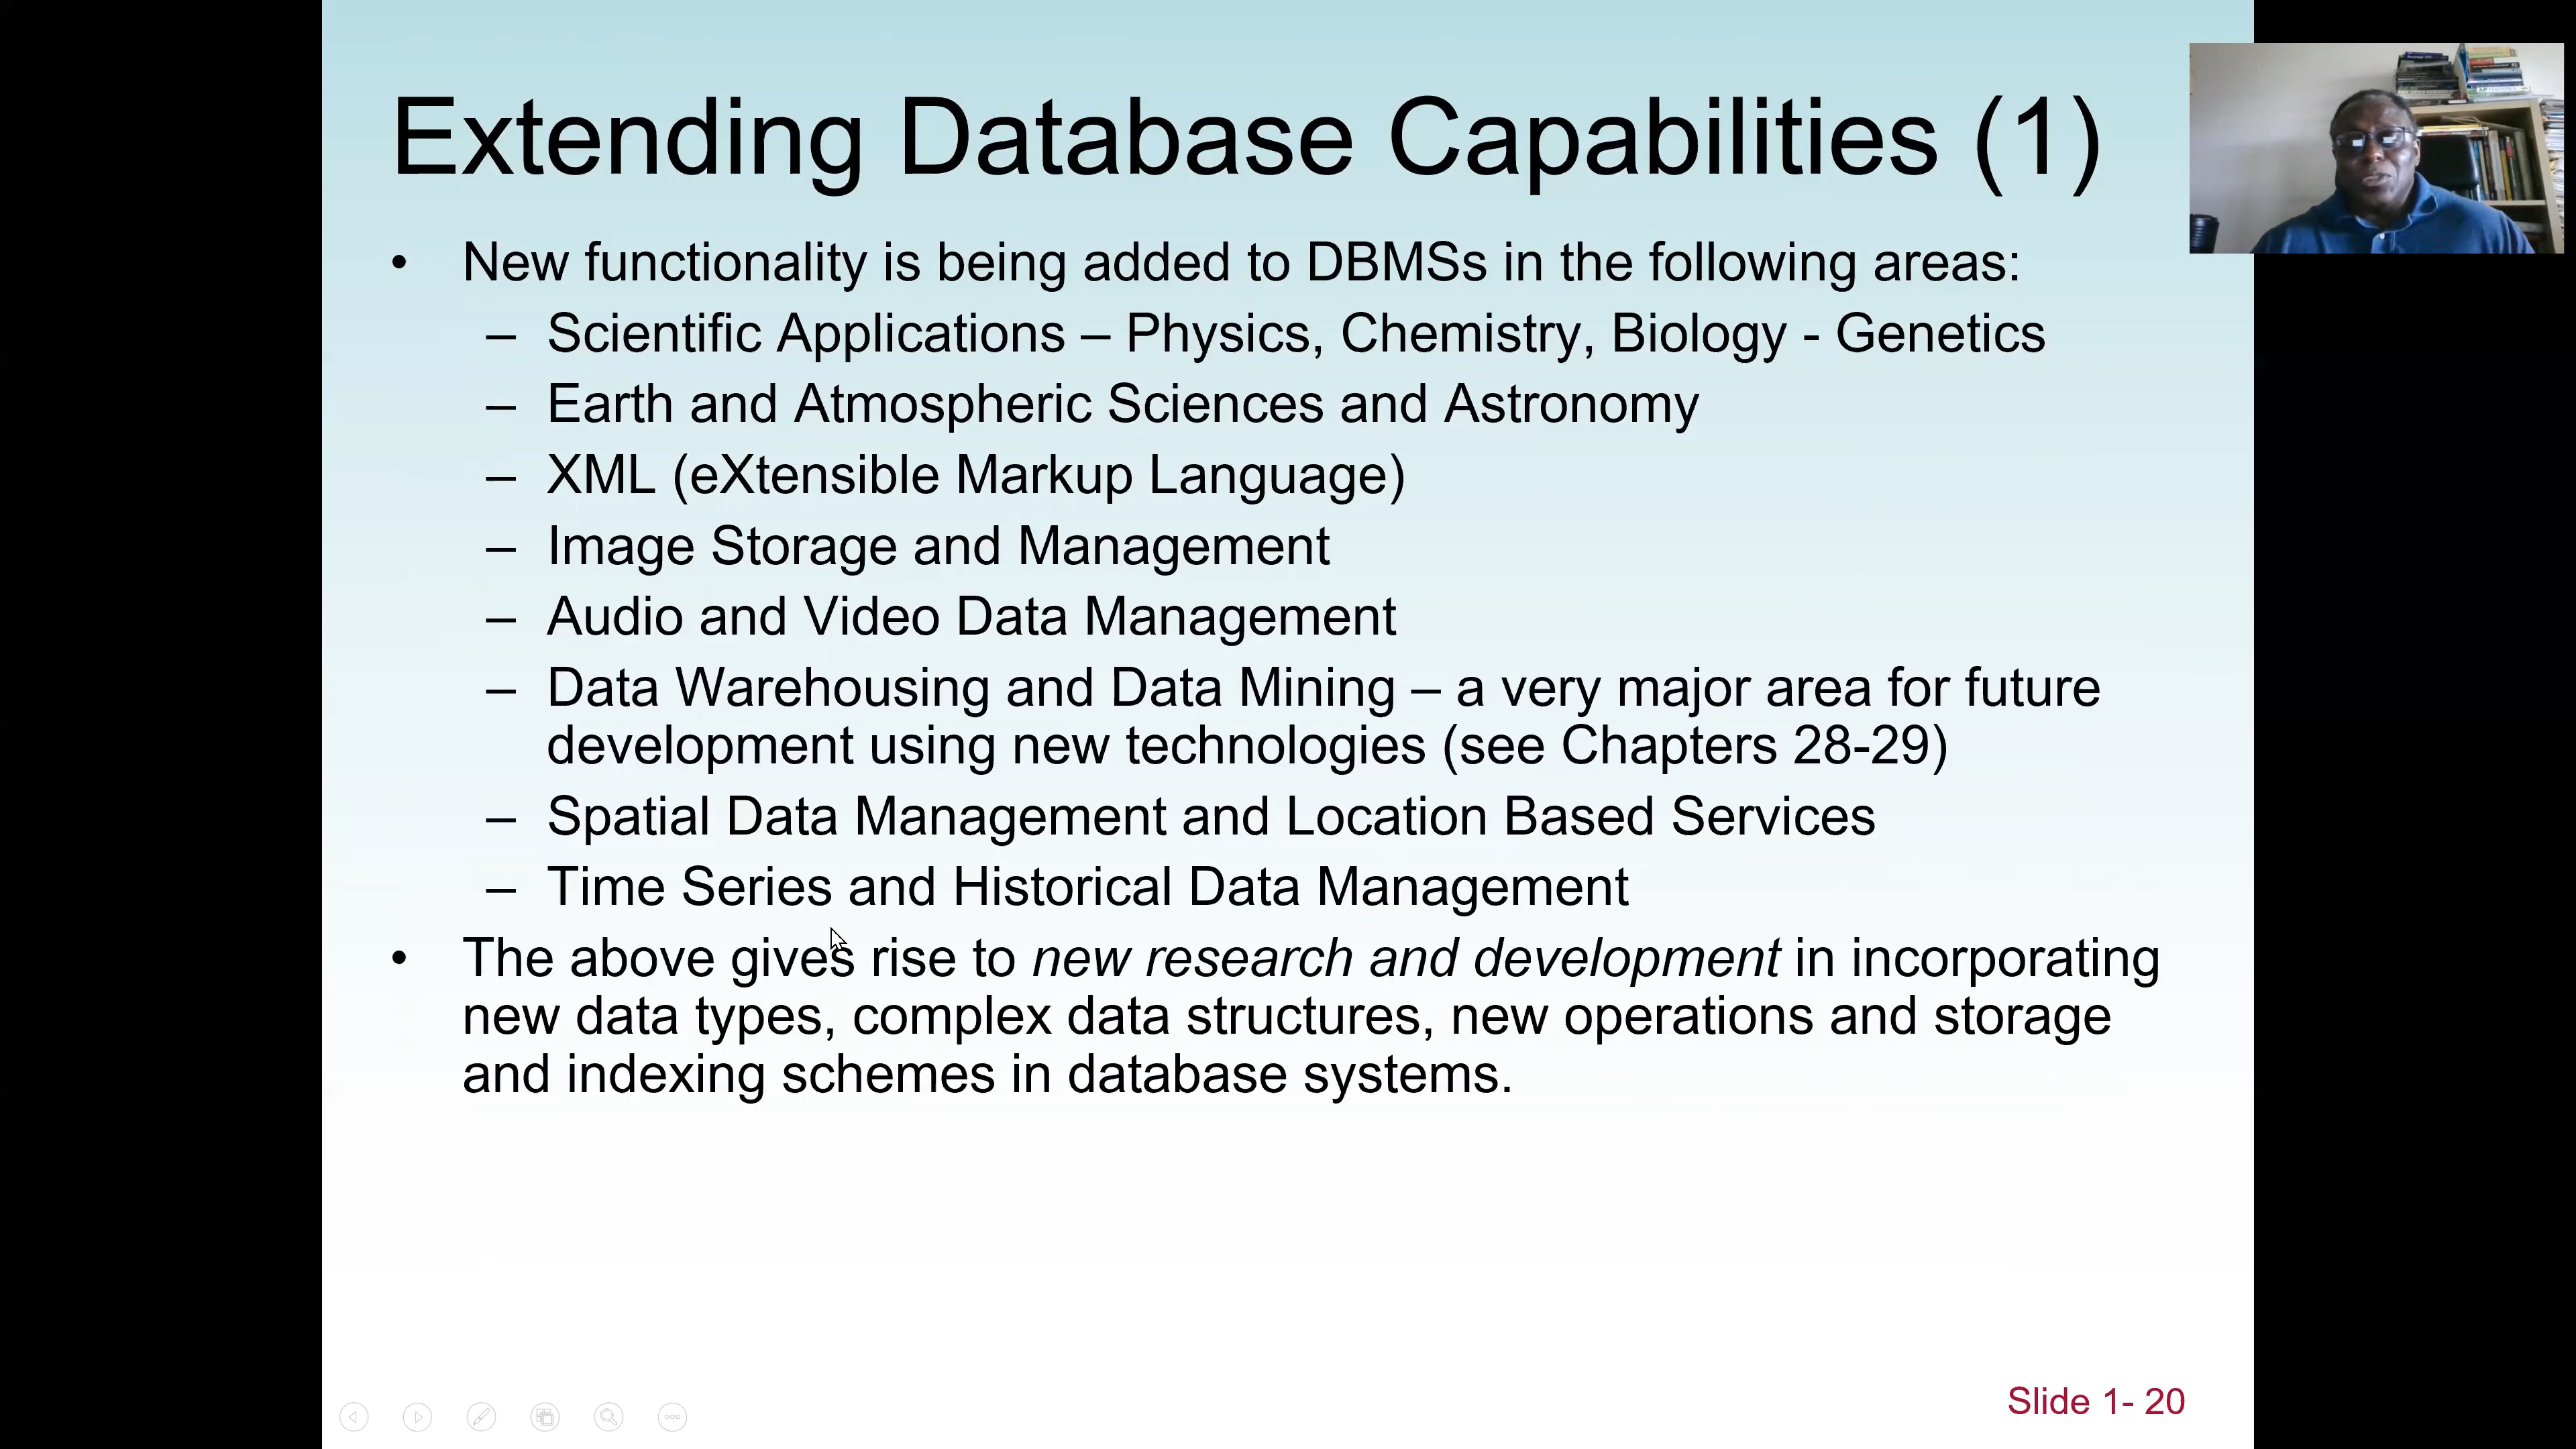 Extending Database Capabilities (1)
• New functionality is being added to DBMSs in the following areas:
– Scientific Applications – Physics, Chemistry, Biology - Genetics
– Earth and Atmospheric Sciences and Astronomy
– XML (eXtensible Markup Language)
– Image Storage and Management
– Audio and Video Data Management
– Data Warehousing and Data Mining – a very major area for future
development using new technologies (see Chapters 28-29)
– Spatial Data Management and Location Based Services
– Time Series and Historical Data Management
• The above gives rise to new research and development in incorporating
new data types, complex data structures, new operations and storage
and indexing schemes in database systems.
Slide 1- 20